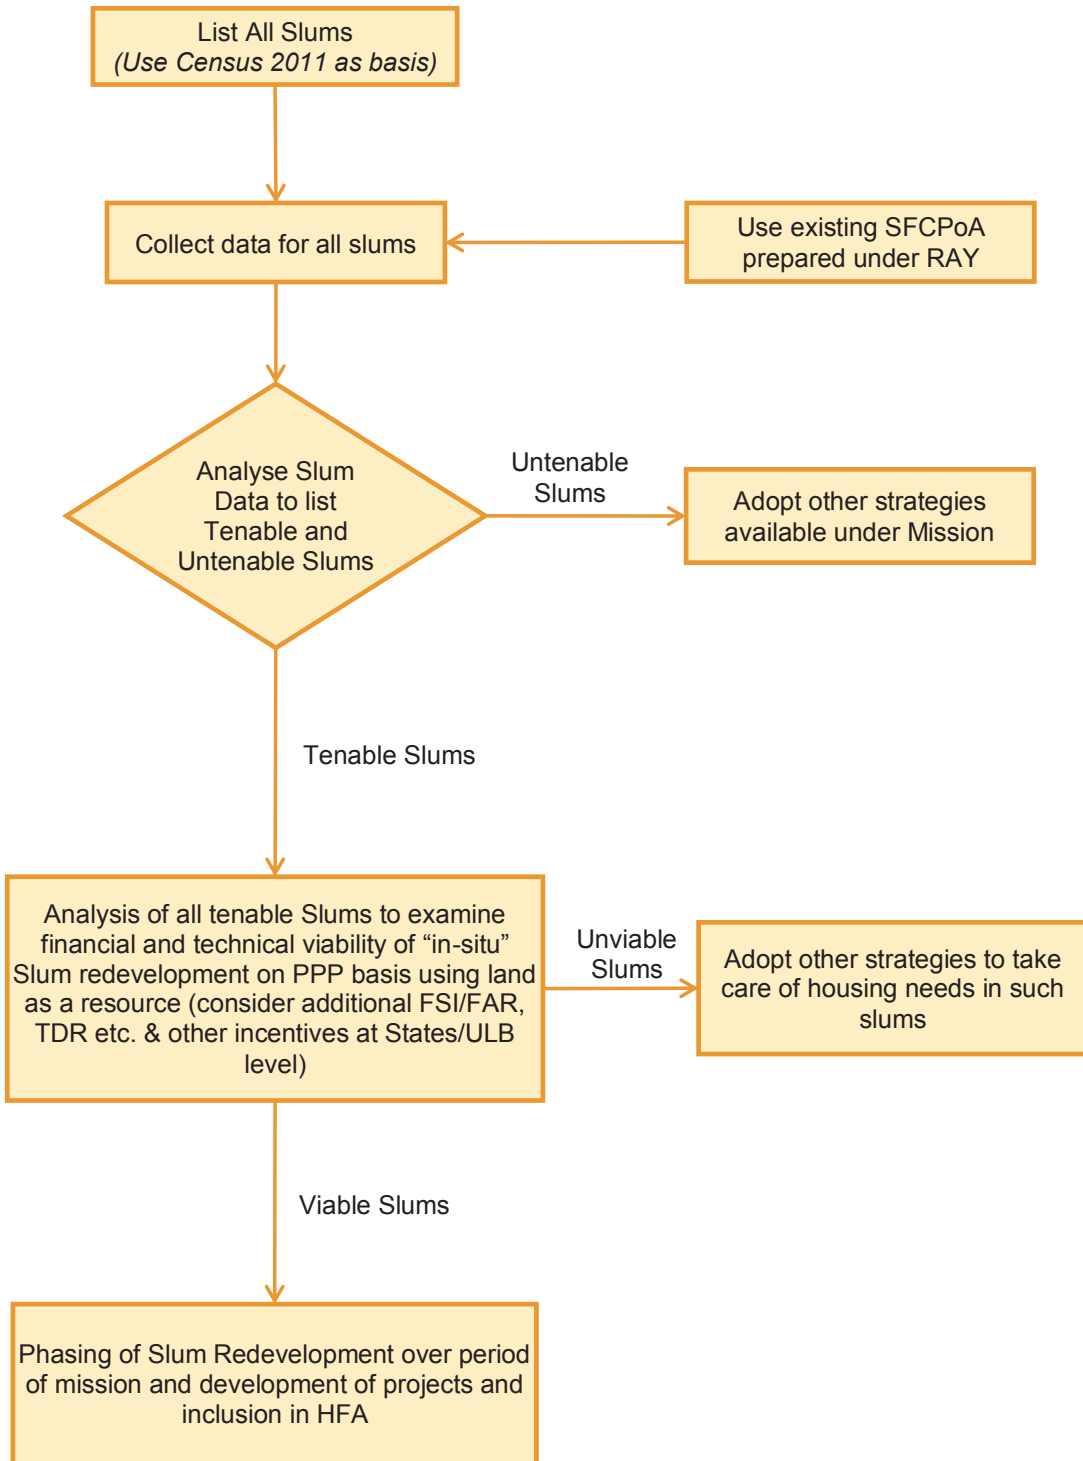 List All Slums
(Use Census 2011 as basis)
Collect data for all slums
Use existing SFCPoA
prepared under RAY
Analyse Slum
Data to list
Tenable and
Untenable Slums
Untenable
Slums
Adopt other strategies
available under Mission
Tenable Slums
Analysis of all tenable Slums to examine
financial and technical viability of “in-situ”
Slum redevelopment on PPP basis using land
as a resource (consider additional FSI/FAR,
TDR etc. & other incentives at States/ULB
level)
Unviable
Slums
Adopt other strategies to take
care of housing needs in such
slums
Viable Slums
Phasing of Slum Redevelopment over period
of mission and development of projects and
inclusion in HFA